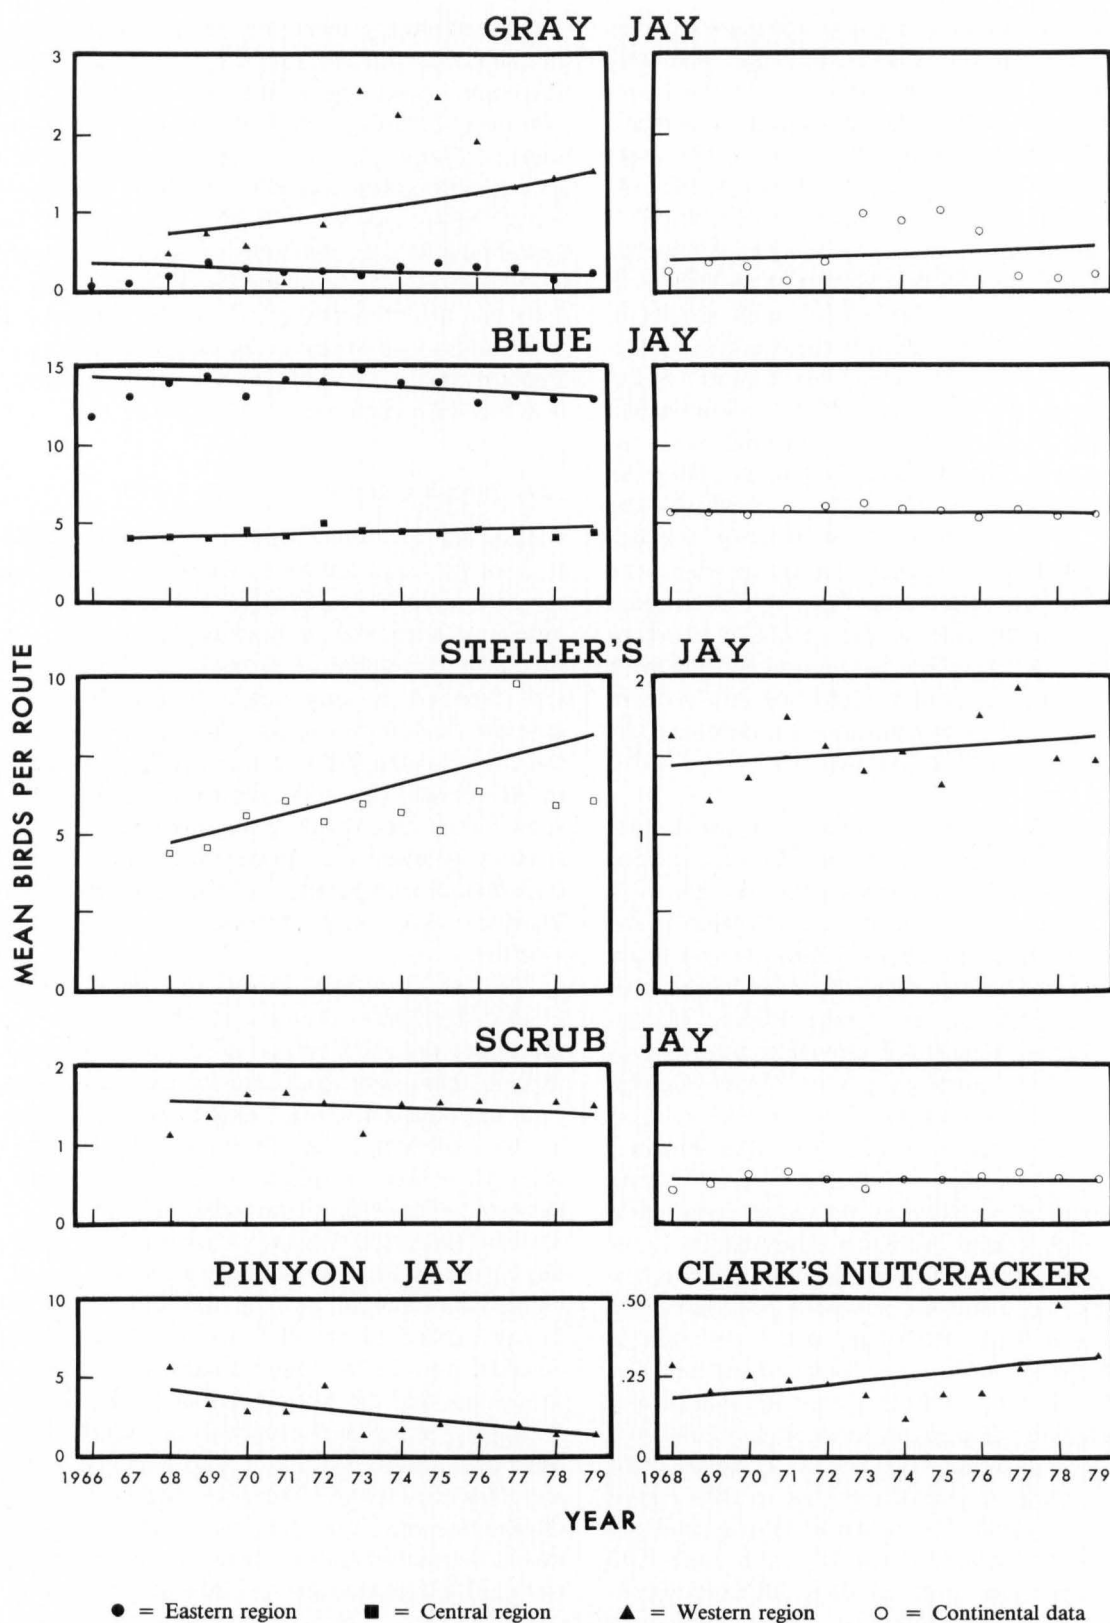 GRAY JAY
3
2
1
0
BLUE JAY
15
10
5
0
MEAN BIRDS PER ROUTE
STELLER'S JAY
10 2
5 1
0 0
SCRUB JAY
2
1
0
PINYON JAY CLARK'S NUTCRACKER
10 .50
5 .25
0 0
1966 67 68 69 70 71 72 73 74 75 76 77 78 79 1968 69 70 71 72 73 74 75 76 77 78 79
YEAR
= Eastern region = Central region = Western region = Continental data